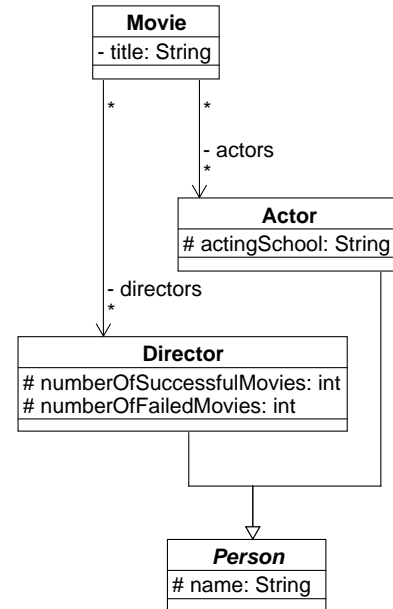 Movie
- title: String
* *
- actors
*
Actor
# actingSchool: String
- directors
*
Director
# numberOfSuccessfulMovies: int
# numberOfFailedMovies: int
Person
# name: String